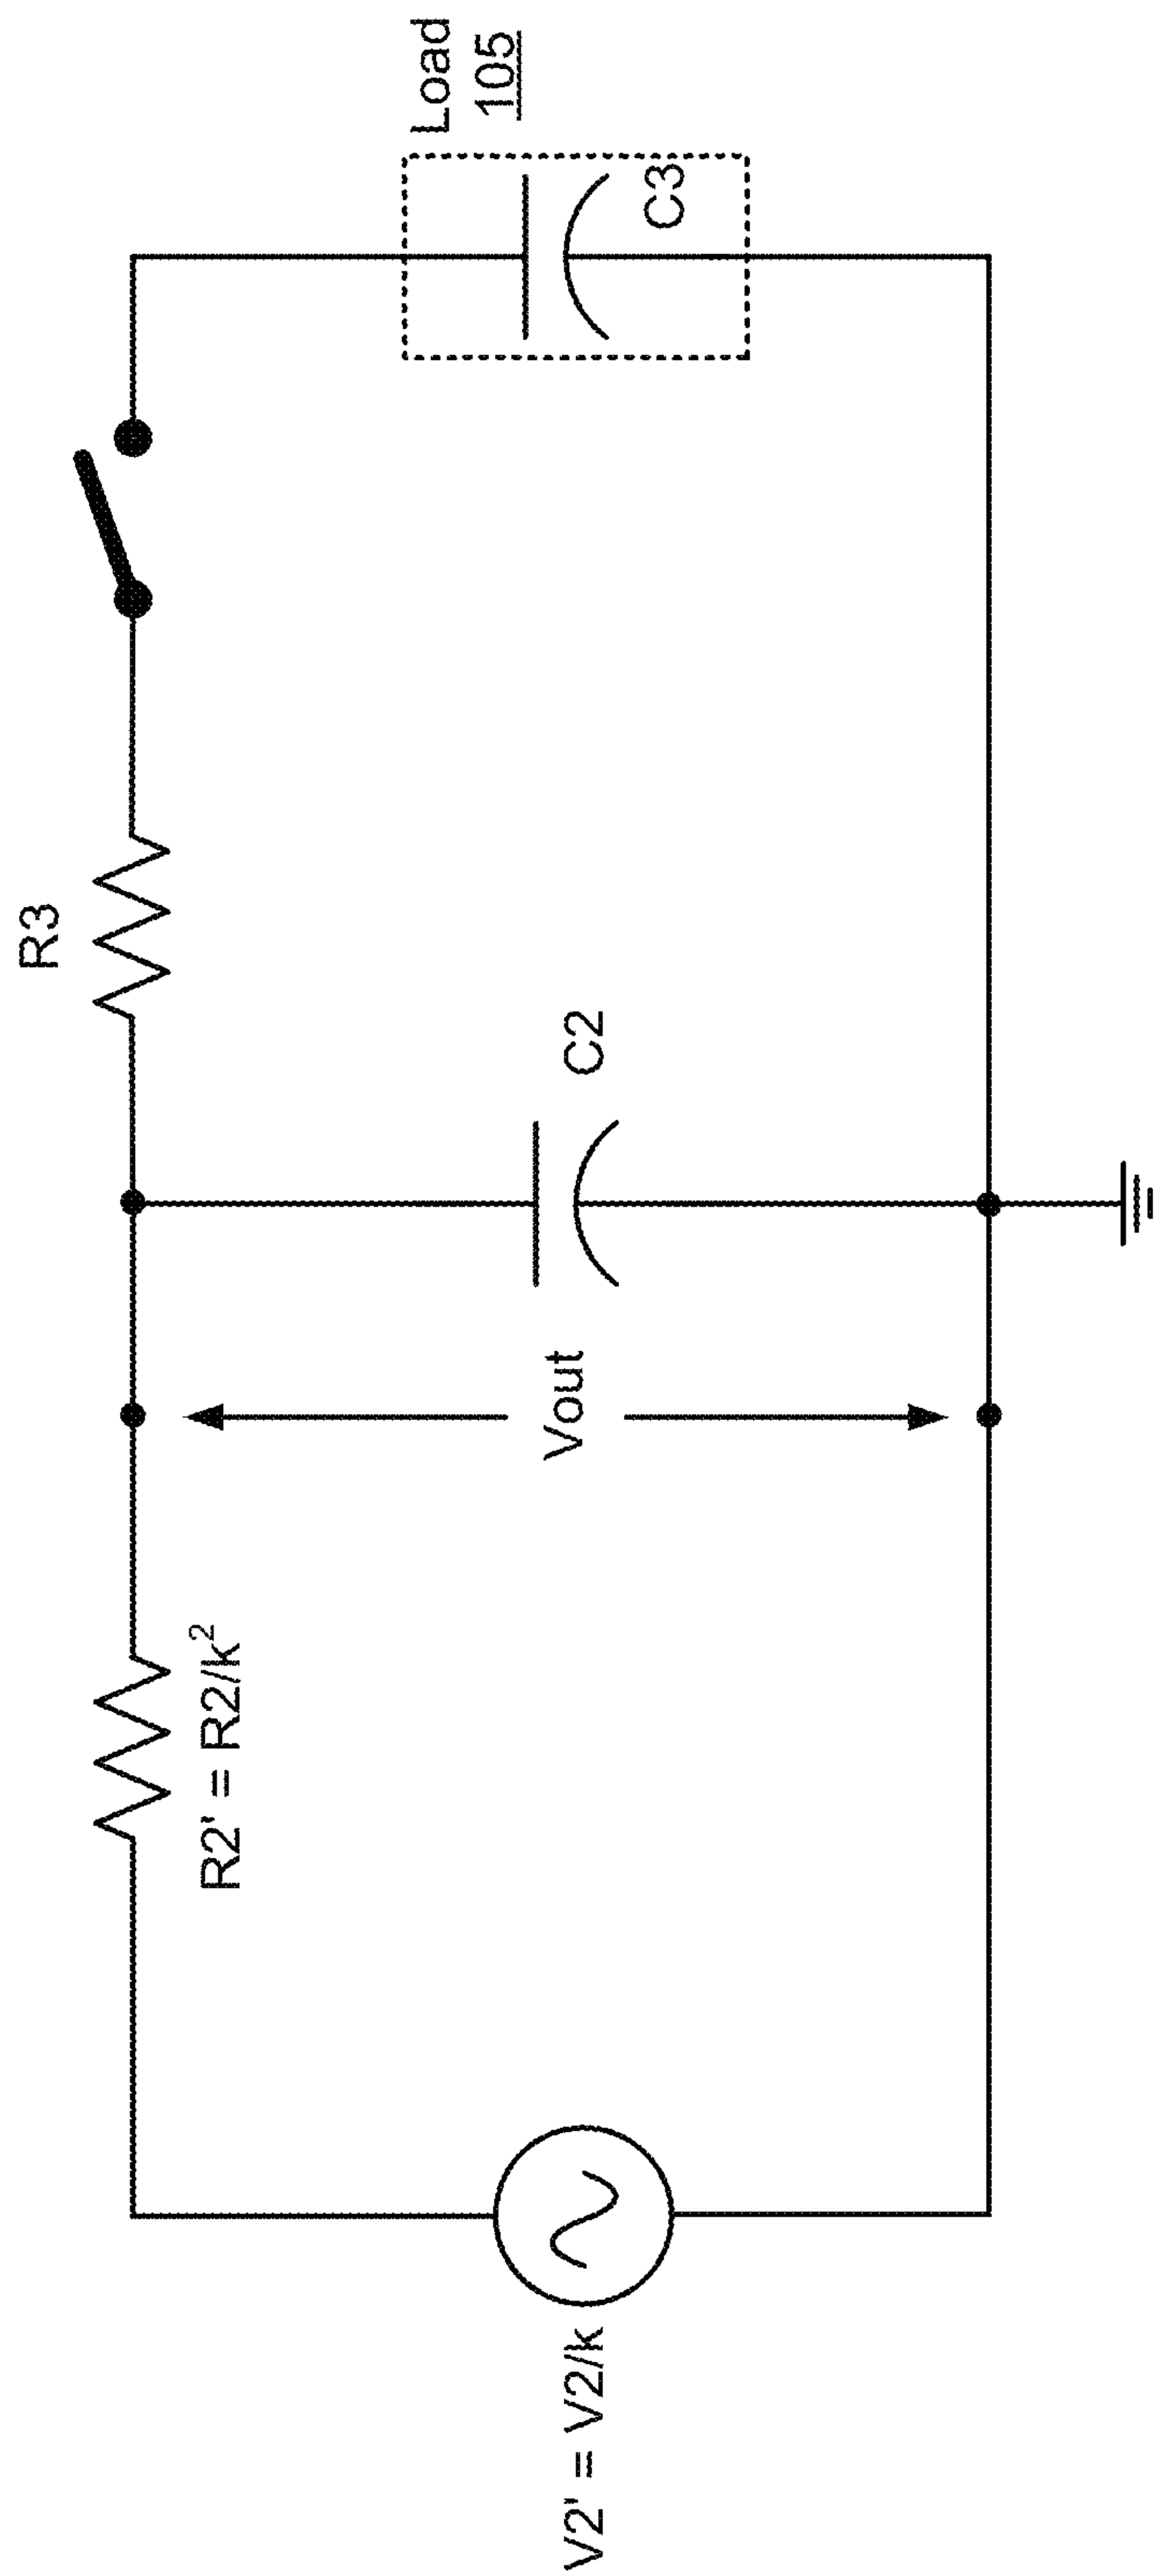 R3
Load
105
C3
C2
Vout
R2' = R2/k²
V2' = V2/k